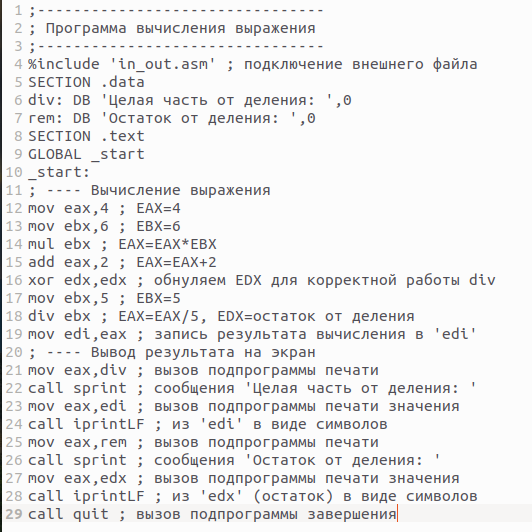 1 ;--------------------------------
2 ; Программа вычисления выражения
3 ;--------------------------------
4 %include 'in_out.asm' ; подключение внешнего файла
5 SECTION .data
6 div: DB 'Целая часть от деления: ',0
7 rem: DB 'Остаток от деления: ',0
8 SECTION .text
9 GLOBAL _start
10 _start:
11 ; ---- Вычисление выражения
12 mov eax,4 ; EAX=4
13 mov ebx,6 ; EBX=6
14 mul ebx ; EAX=EAX*EBX
15 add eax,2 ; EAX=EAX+2
16 xor edx,edx ; обнуляем EDX для корректной работы div
17 mov ebx,5 ; EBX=5
18 div ebx ; EAX=EAX/5, EDX=остаток от деления
19 mov edi,eax ; запись результата вычисления в 'edi'
20 ; ---- Вывод результата на экран
21 mov eax,div ; вызов подпрограммы печати
22 call sprint ; сообщения 'Целая часть от деления: '
23 mov eax,edi ; вызов подпрограммы печати значения
24 call iprintLF ; из 'edi' в виде символов
25 mov eax,rem ; вызов подпрограммы печати
26 call sprint ; сообщения 'Остаток от деления: '
27 mov eax,edx ; вызов подпрограммы печати значения
28 call iprintLF ; из 'edx' (остаток) в виде символов
29 call quit ; вызов подпрограммы завершения